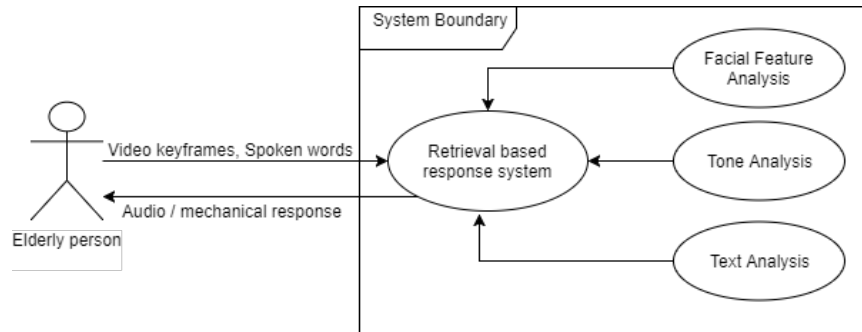 System Boundary
Facial Feature
Analysis
Video keyframes, Spoken words
Retrieval based
response system
Tone Analysis
Audio / mechanical response
Elderly person
Text Analysis